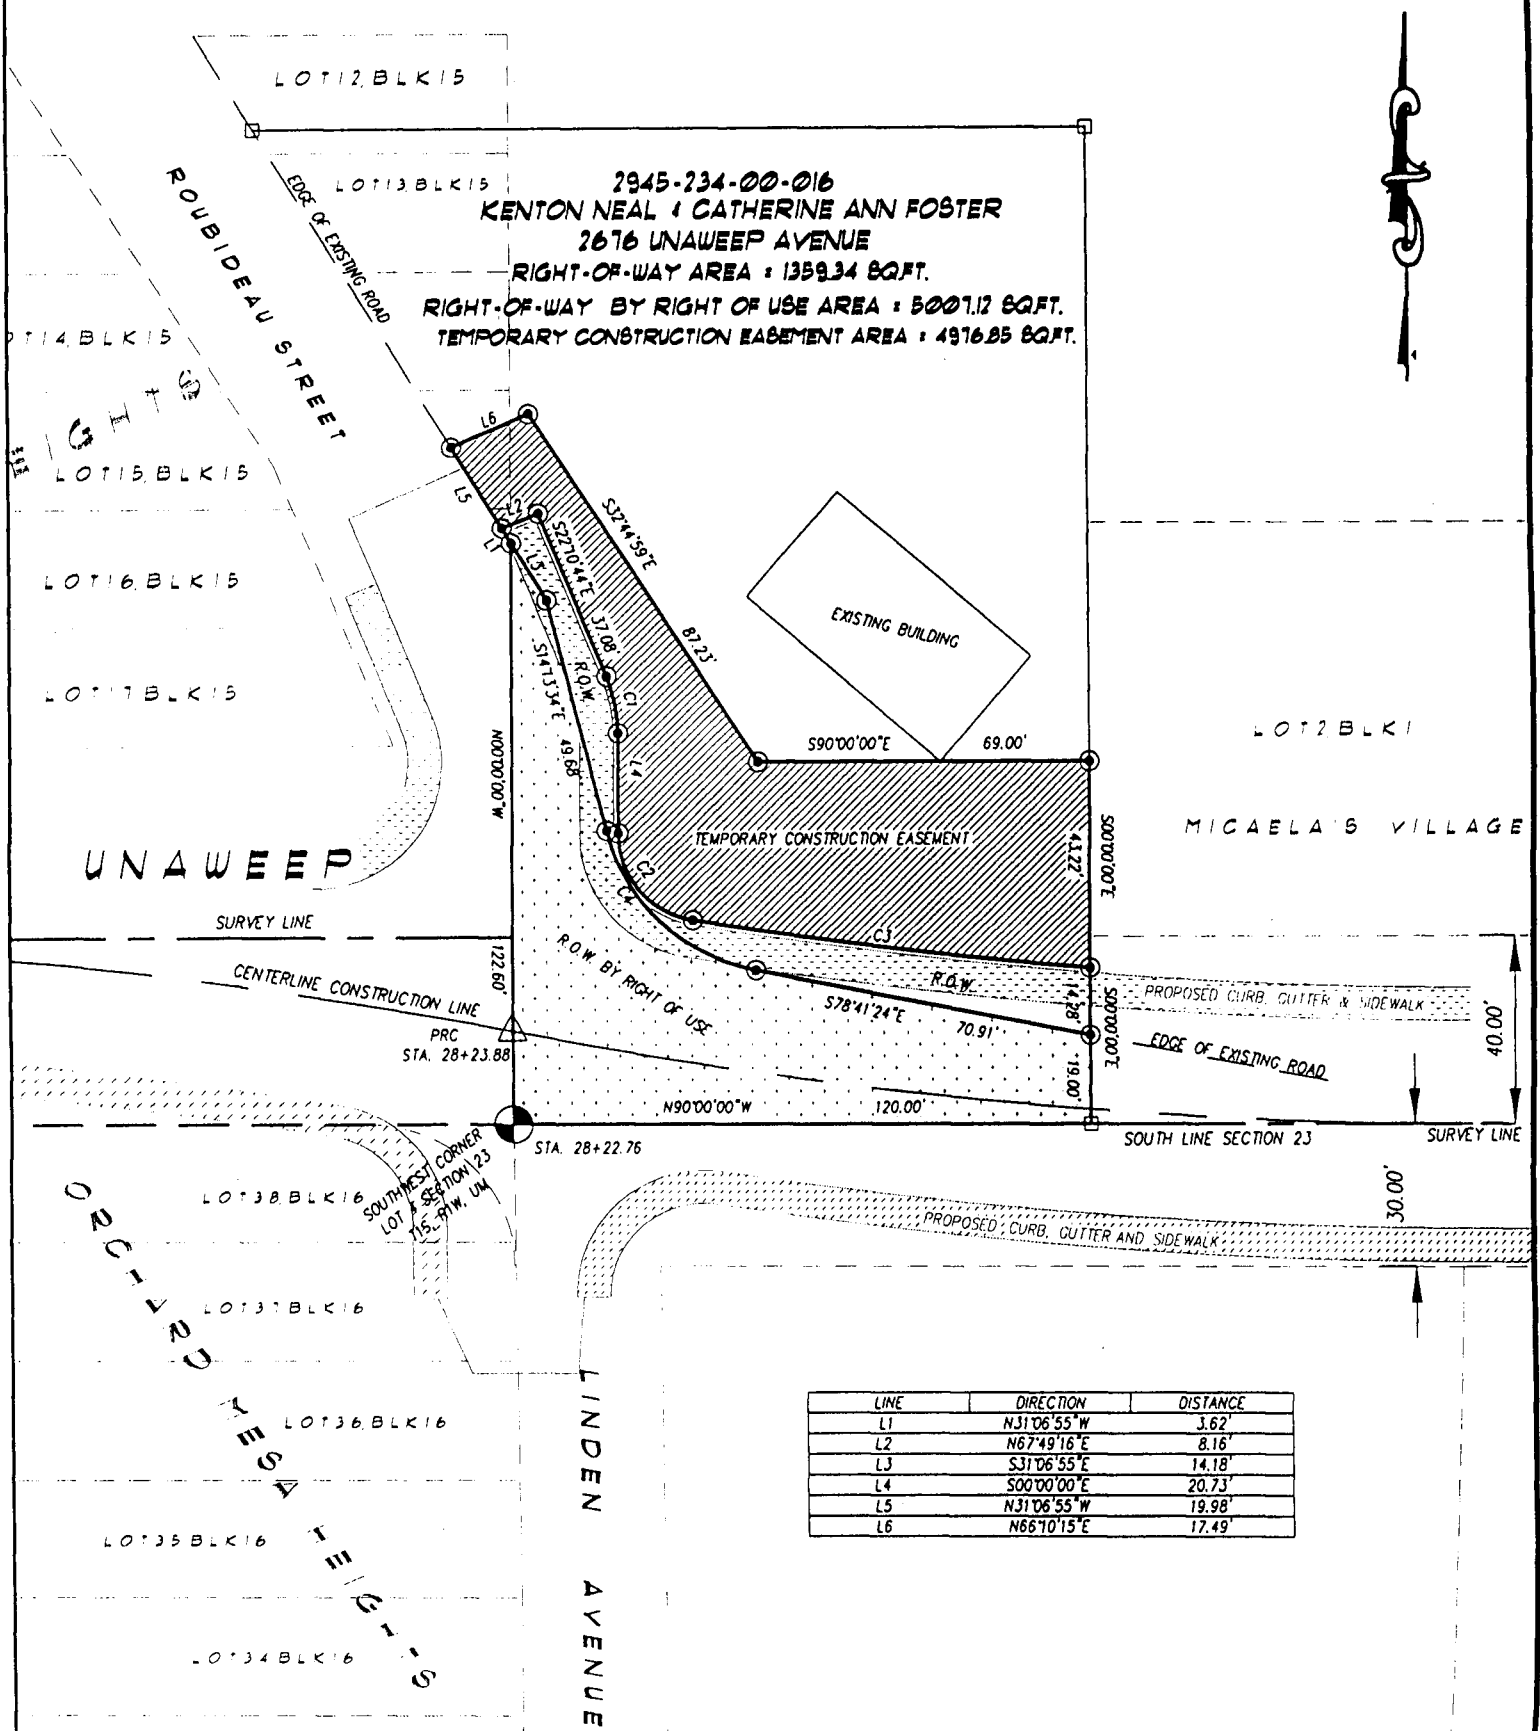 LOT 12, BLK 15
LOT 13, BLK 15
2945-234-00-016
KENTON NEAL & CATHERINE ANN FOSTER
2676 UNAWEEP AVENUE
RIGHT-OF-WAY AREA : 1359.34 SQ.FT.
RIGHT-OF-WAY BY RIGHT OF USE AREA : 5007.12 SQ.FT.
TEMPORARY CONSTRUCTION EASEMENT AREA : 4976.85 SQ.FT.
EDGE OF EXISTING ROAD
ROUBIDEAU STREET
LOT 15, BLK 15
LOT 16, BLK 15
LOT 17 BLK 15
L6
L5
L2
L1
L3
S32°44'59"E
87.23'
S22°10'44"E 37.08'
R.O.W.
C1
S14°13'34"E 49.68'
L4
EXISTING BUILDING
S90°00'00"E 69.00'
LOT 2 BLK 1
MICAELA'S VILLAGE
TEMPORARY CONSTRUCTION EASEMENT
43.22'
S00°00'00"E
N00°00'00"W
122.60'
UNAWEEP
SURVEY LINE
CENTERLINE CONSTRUCTION LINE
PRC
STA. 28+23.88
C2
C4
C3
R.O.W. BY RIGHT OF USE
R.O.W.
S78°41'24"E 70.91'
14.28'
S00°00'00"E
19.00'
PROPOSED CURB, GUTTER & SIDEWALK
EDGE OF EXISTING ROAD
40.00'
N90°00'00"W 120.00'
STA. 28+22.76
SOUTH LINE SECTION 23
SURVEY LINE
SOUTHWEST CORNER
SECTION 23
30.00'
LOT 38, BLK 16
PROPOSED CURB, GUTTER AND SIDEWALK
LOT 37 BLK 16
LOT 36, BLK 16
LOT 35 BLK 16
LOT 34 BLK 16
ORCHARD MESA HEIGHTS
LINDEN AVENUE
LINE DIRECTION DISTANCE
L1 N31°06'55"W 3.62'
L2 N67°49'16"E 8.16'
L3 S31°06'55"E 14.18'
L4 S00°00'00"E 20.73'
L5 N31°06'55"W 19.98'
L6 N66°10'15"E 17.49'